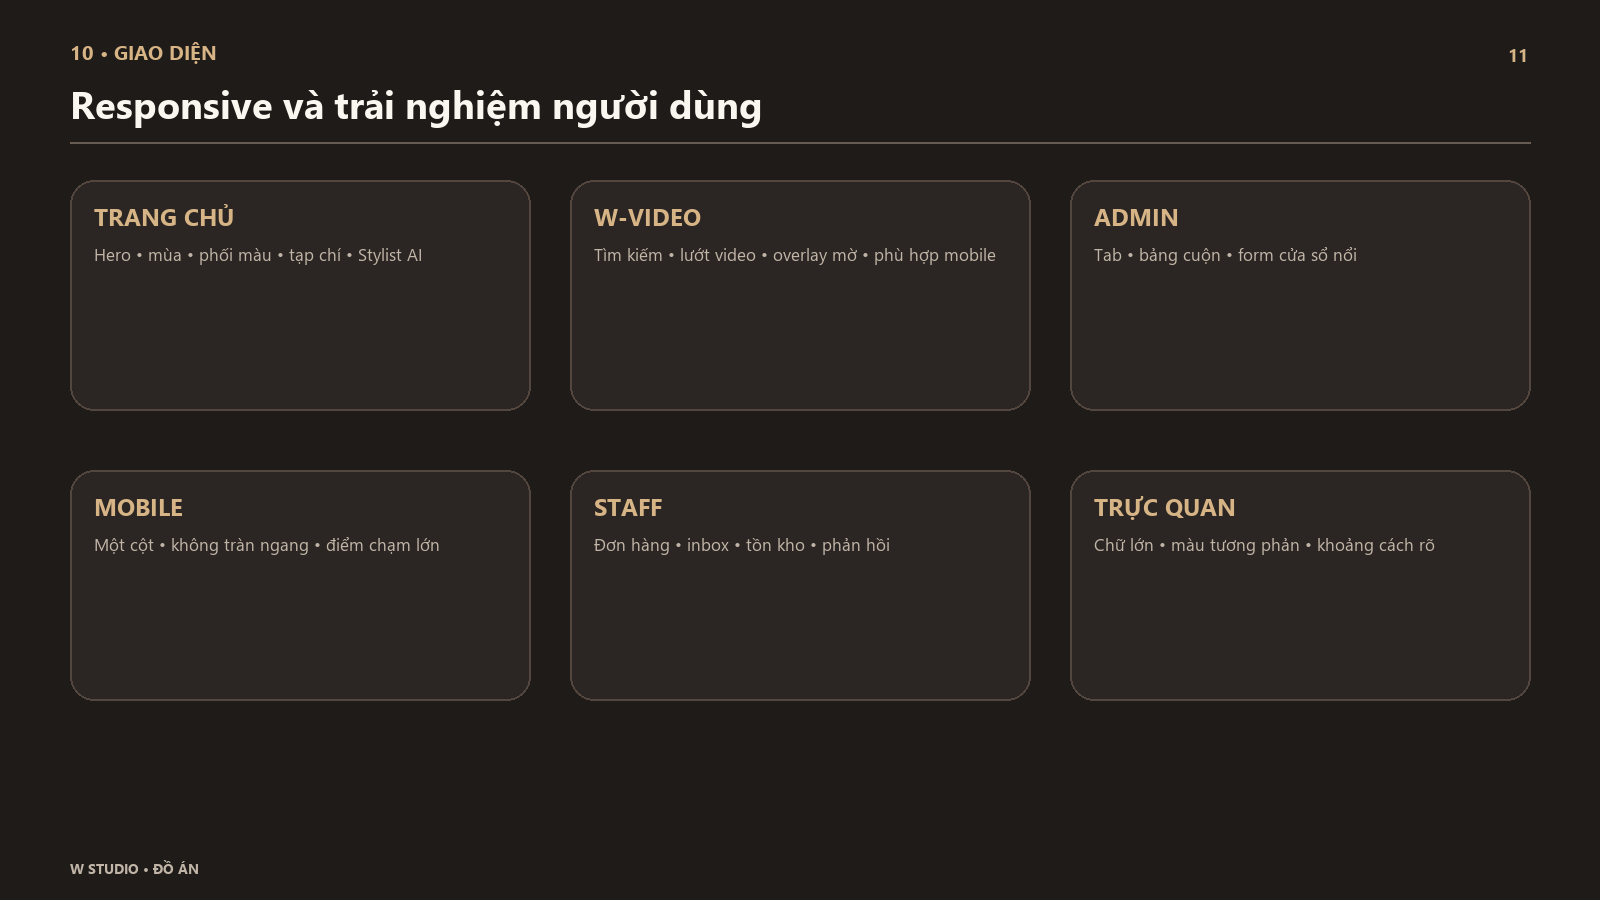 10 • GIAO DIỆN
11
Responsive và trải nghiệm người dùng
TRANG CHỦ
Hero • mùa • phối màu • tạp chí • Stylist AI
W-VIDEO
Tìm kiếm • lướt video • overlay mờ • phù hợp mobile
ADMIN
Tab • bảng cuộn • form cửa sổ nổi
MOBILE
Một cột • không tràn ngang • điểm chạm lớn
STAFF
Đơn hàng • inbox • tồn kho • phản hồi
TRỰC QUAN
Chữ lớn • màu tương phản • khoảng cách rõ
W STUDIO • ĐỒ ÁN